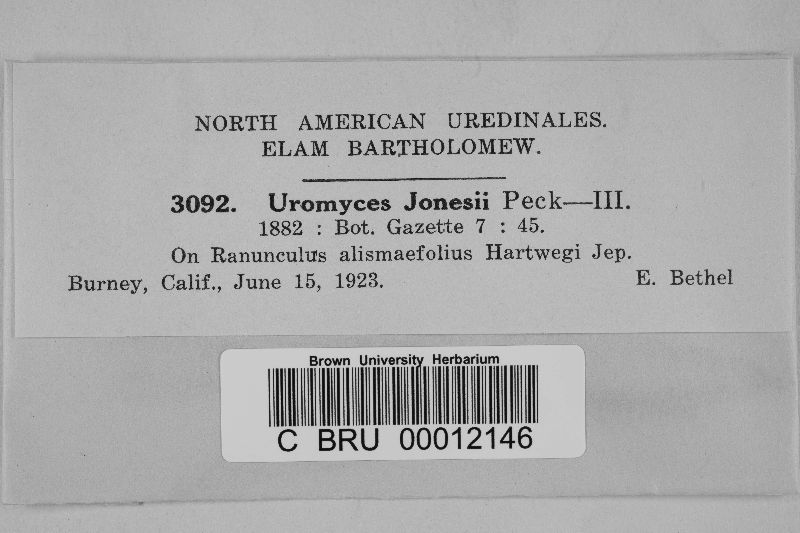 NORTH AMERICAN UREDINALES.
ELAM BARTHOLOMEW.
3092. Uromyces Jonesii Peck—III.
1882 : Bot. Gazette 7 : 45.
On Ranunculus alismaefolius Hartwegi Jep.
Burney, Calif., June 15, 1923. E. Bethel
Brown University Herbarium
C BRU 00012146